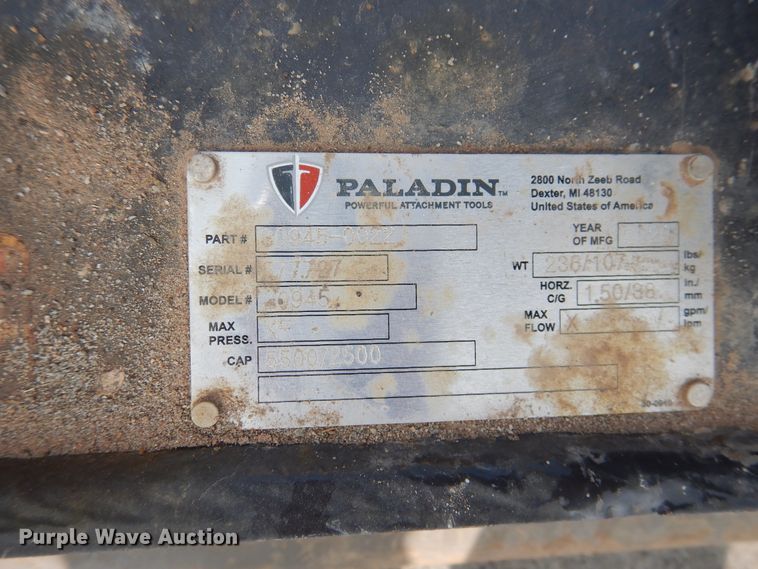 PALADIN™
POWERFUL ATTACHMENT TOOLS
2800 North Zeeb Road
Dexter, MI 48130
United States of America
PART #
YEAR OF MFG
SERIAL #
WT 236/107 lbs/ kg
MODEL #
HORZ. C/G 1.50/38 in./ mm
MAX PRESS.
MAX FLOW X gpm/ lpm
CAP 5500/2500
Purple Wave Auction